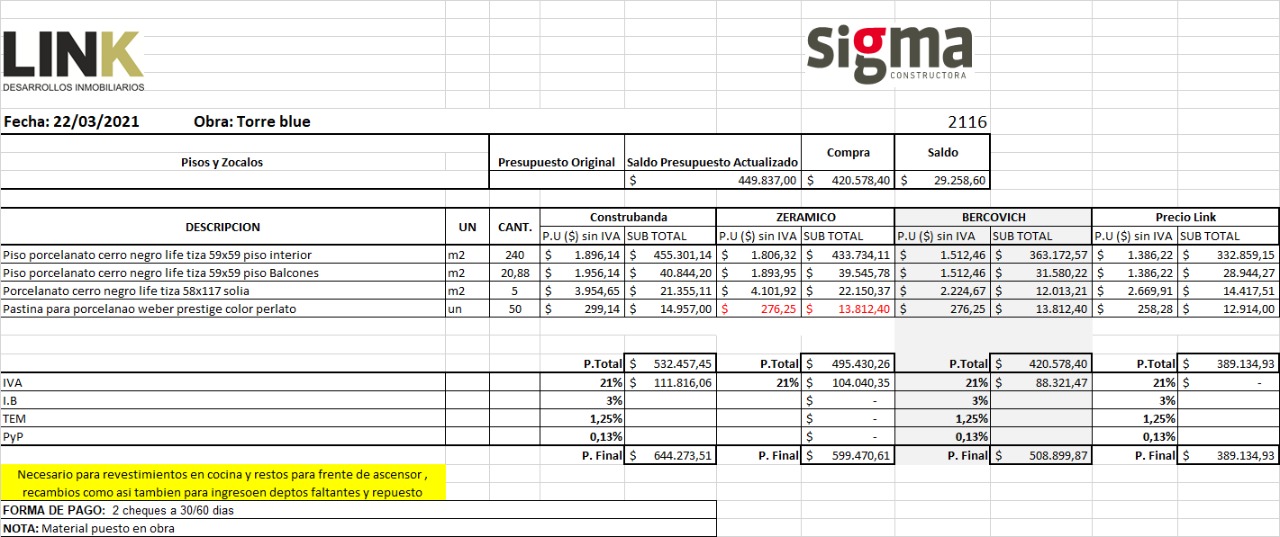 LINK
DESARROLLOS INMOBILIARIOS
sigma
CONSTRUCTORA
Fecha: 22/03/2021 Obra: Torre blue 2116
Pisos y Zocalos Presupuesto Original Saldo Presupuesto Actualizado Compra Saldo
$ 449.837,00 $ 420.578,40 $ 29.258,60
DESCRIPCION UN CANT. Construbanda ZERAMICO BERCOVICH Precio Link
P.U ($) sin IVA SUB TOTAL P.U ($) sin IVA SUB TOTAL P.U ($) sin IVA SUB TOTAL P.U ($) sin IVA SUB TOTAL
Piso porcelanato cerro negro life tiza 59x59 piso interior m2 240 $ 1.896,14 $ 455.301,14 $ 1.806,32 $ 433.734,11 $ 1.512,46 $ 363.172,57 $ 1.386,22 $ 332.859,15
Piso porcelanato cerro negro life tiza 59x59 piso Balcones m2 20,88 $ 1.956,14 $ 40.844,20 $ 1.893,95 $ 39.545,78 $ 1.512,46 $ 31.580,22 $ 1.386,22 $ 28.944,27
Porcelanato cerro negro life tiza 58x117 solia m2 5 $ 3.954,65 $ 21.355,11 $ 4.101,92 $ 22.150,37 $ 2.224,67 $ 12.013,21 $ 2.669,91 $ 14.417,51
Pastina para porcelanao weber prestige color perlato un 50 $ 299,14 $ 14.957,00 $ 276,25 $ 13.812,40 $ 276,25 $ 13.812,40 $ 258,28 $ 12.914,00
P.Total $ 532.457,45 P.Total $ 495.430,26 P.Total $ 420.578,40 P.Total $ 389.134,93
IVA 21% $ 111.816,06 21% $ 104.040,35 21% $ 88.321,47 21% $ -
I.B 3% $ - 3% 3%
TEM 1,25% $ - 1,25% 1,25%
PyP 0,13% $ - 0,13% 0,13%
P. Final $ 644.273,51 P. Final $ 599.470,61 P. Final $ 508.899,87 P. Final $ 389.134,93
Necesario para revestimientos en cocina y restos para frente de ascensor ,
recambios como asi tambien para ingresoen deptos faltantes y repuesto
FORMA DE PAGO: 2 cheques a 30/60 dias
NOTA: Material puesto en obra